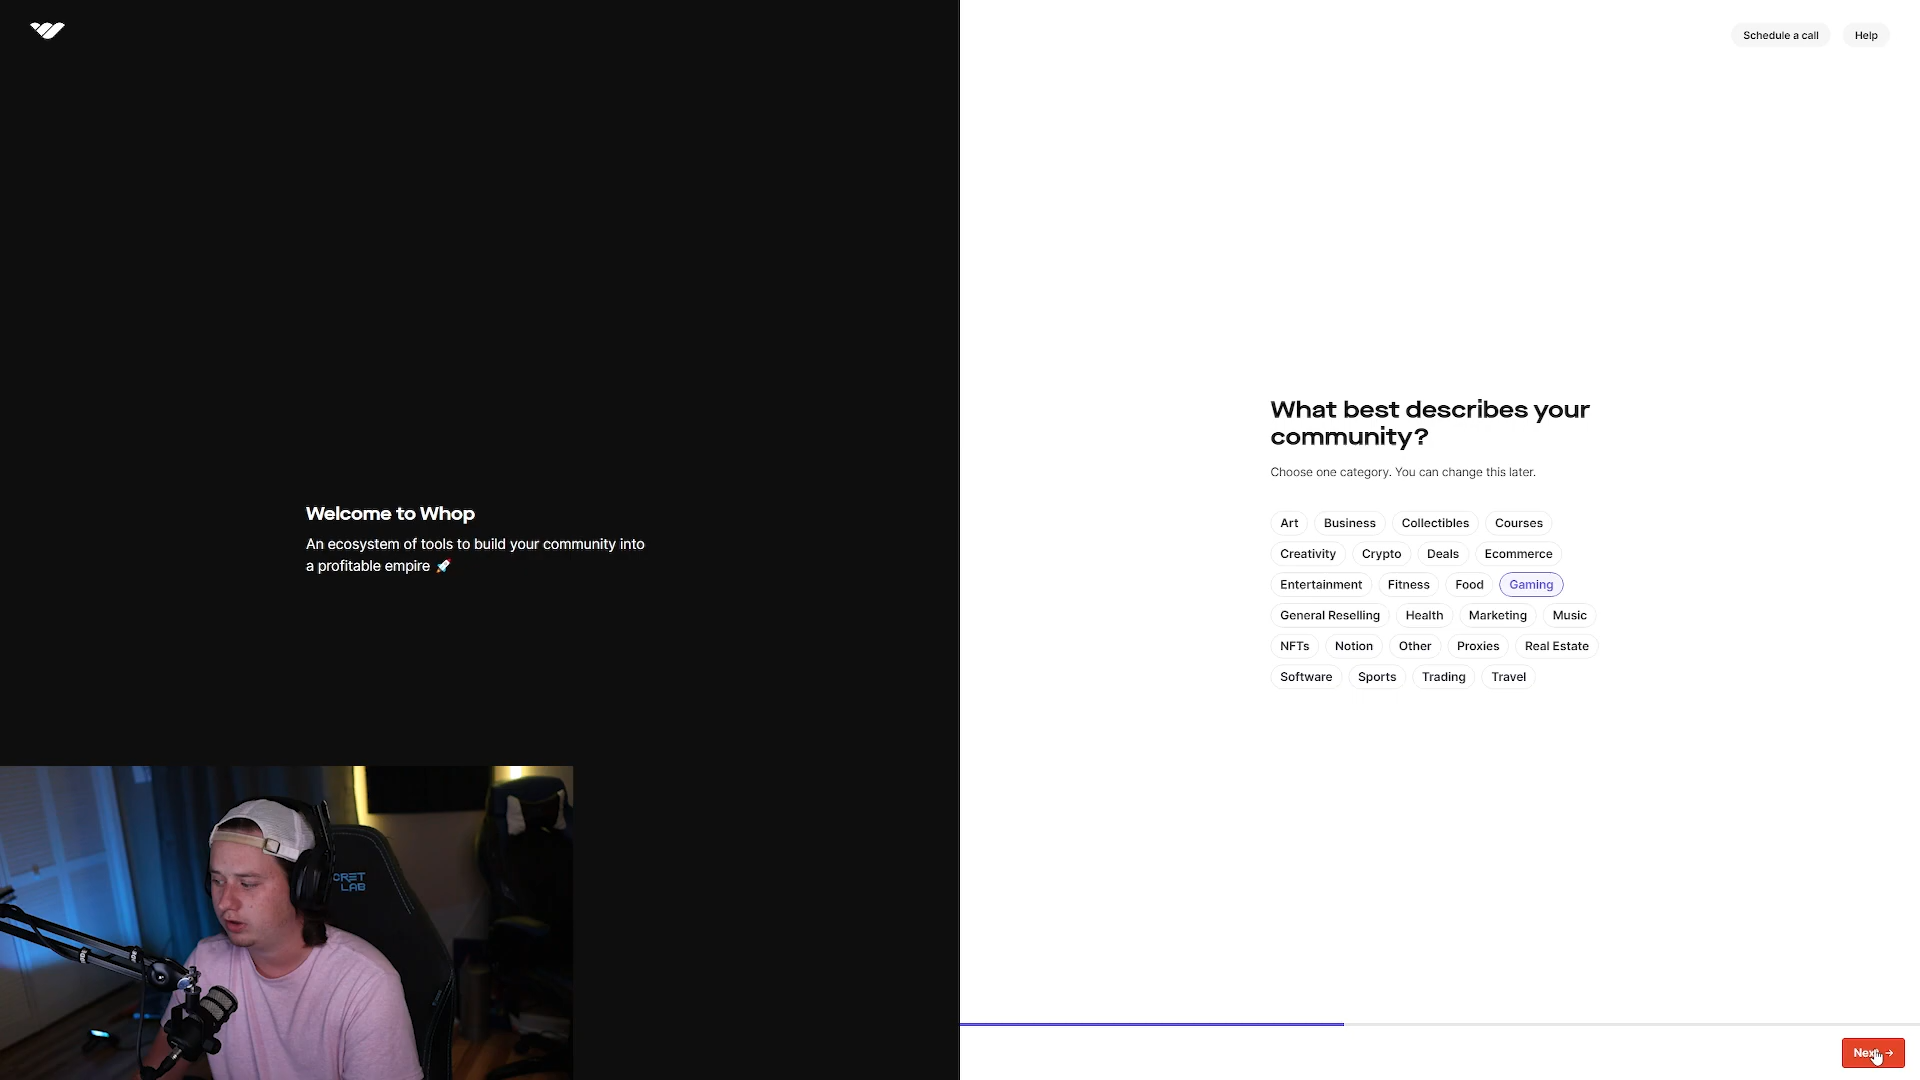 Schedule a call
Help
What best describes your
community?
Choose one category. You can change this later.
Art
Business
Collectibles
Courses
Creativity
Crypto
Deals
Ecommerce
Entertainment
Fitness
Food
Gaming
General Reselling
Health
Marketing
Music
NFTs
Notion
Other
Proxies
Real Estate
Software
Sports
Trading
Travel
Welcome to Whop
An ecosystem of tools to build your community into
a profitable empire 🚀
CRET
LAB
Next →